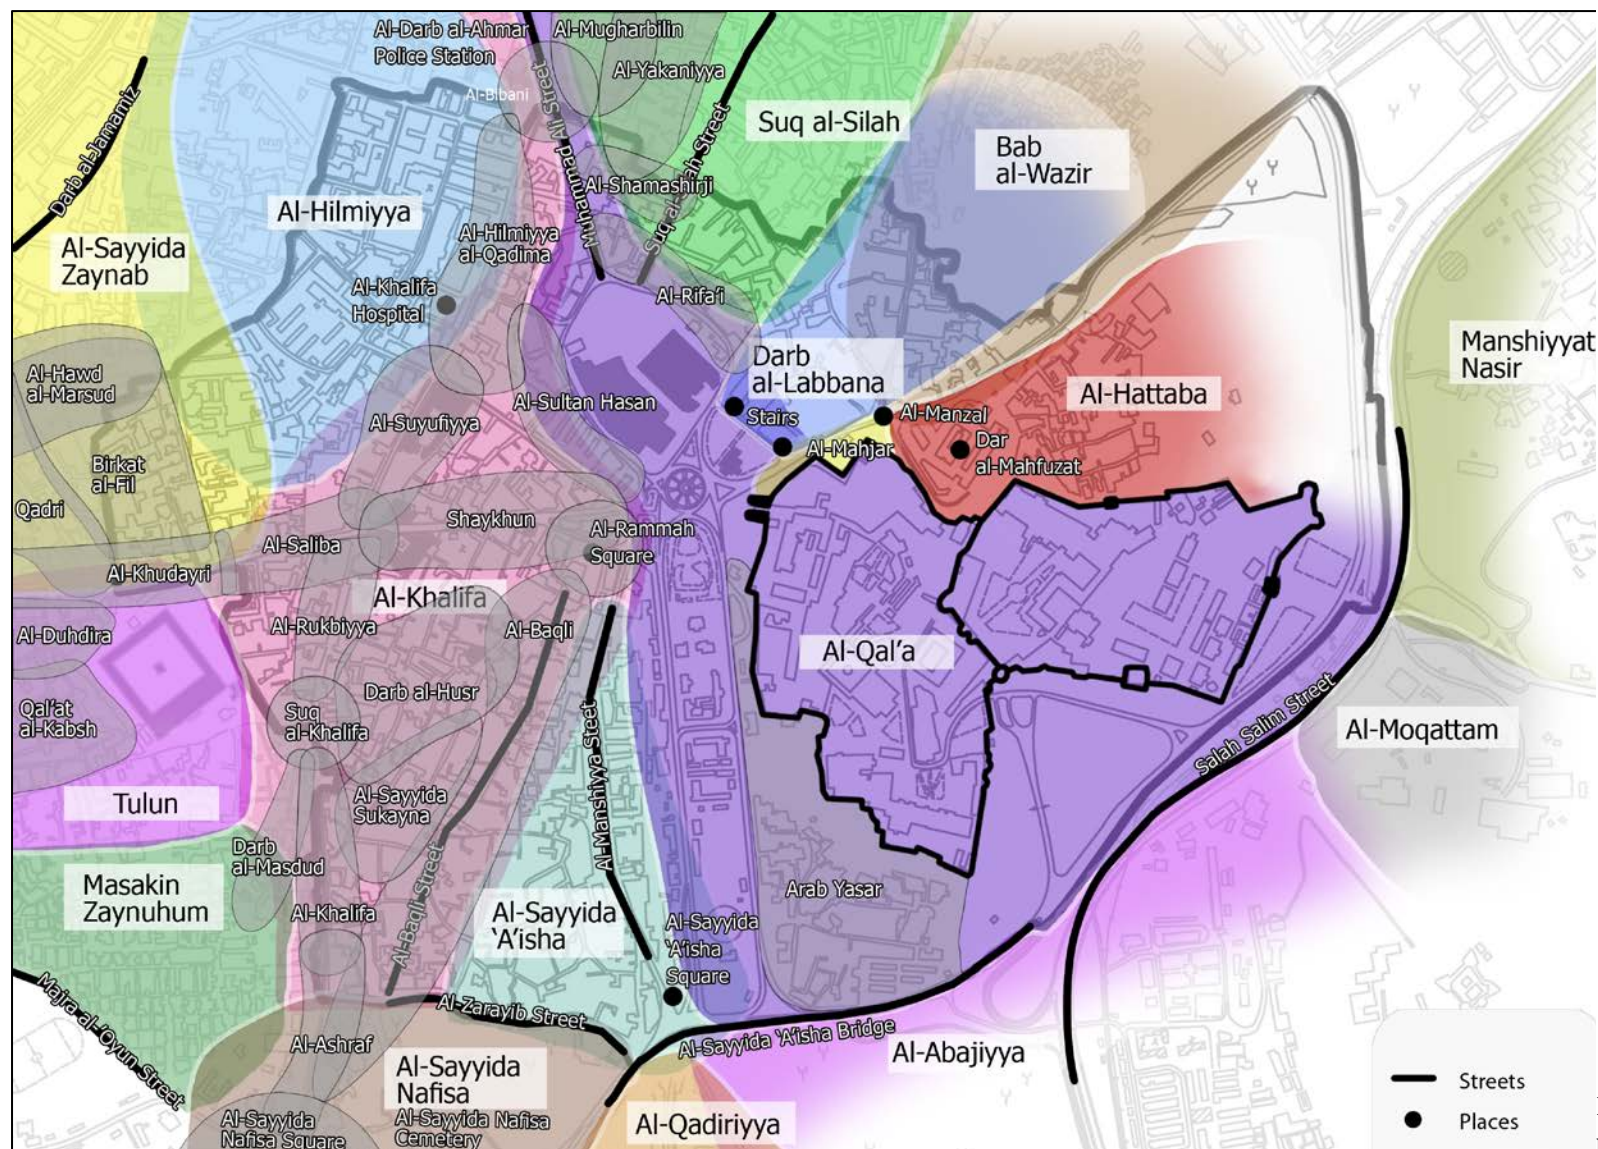 Al-Darb al-Ahmar
Police Station
Al-Mugharbilin
Al-Yakaniyya
Al-Bibani
Muhammad Ali Street
Suq al-Silah Street
Suq al-Silah
Bab
al-Wazir
Darb al-Jamamiz
Al-Hilmiyya
Al-Shamashirji
Al-Sayyida
Zaynab
Al-Hilmiyya
al-Qadima
Al-Khalifa
Hospital
Al-Rifa'i
Manshiyyat
Nasir
Darb
al-Labbana
Al-Hawd
al-Marsud
Al-Sultan Hasan
Stairs
Al-Manzal
Al-Hattaba
Al-Suyufiyya
Al-Mahjar
Dar
al-Mahfuzat
Birkat
al-Fil
Qadri
Shaykhun
Al-Rammah
Square
Al-Saliba
Al-Khudayri
Al-Khalifa
Al-Duhdira
Al-Rukbiyya
Al-Baqli
Al-Qal'a
Darb al-Husr
Qal'at
al-Kabsh
Suq
al-Khalifa
Al-Manshiyya Street
Salah Salim Street
Al-Moqattam
Tulun
Al-Sayyida
Sukayna
Darb
al-Masdud
Masakin
Zaynuhum
Al-Khalifa
Al-Baqli Street
Al-Sayyida
'A'isha
Al-Sayyida
'A'isha
Square
Arab Yasar
Majra al-'Oyun Street
Al-Zarayib Street
Al-Sayyida 'A'isha Bridge
Al-Ashraf
Al-Sayyida
Nafisa
Al-Abajiyya
Al-Sayyida
Nafisa Square
Al-Sayyida Nafisa
Cemetery
Al-Qadiriyya
Streets
Places